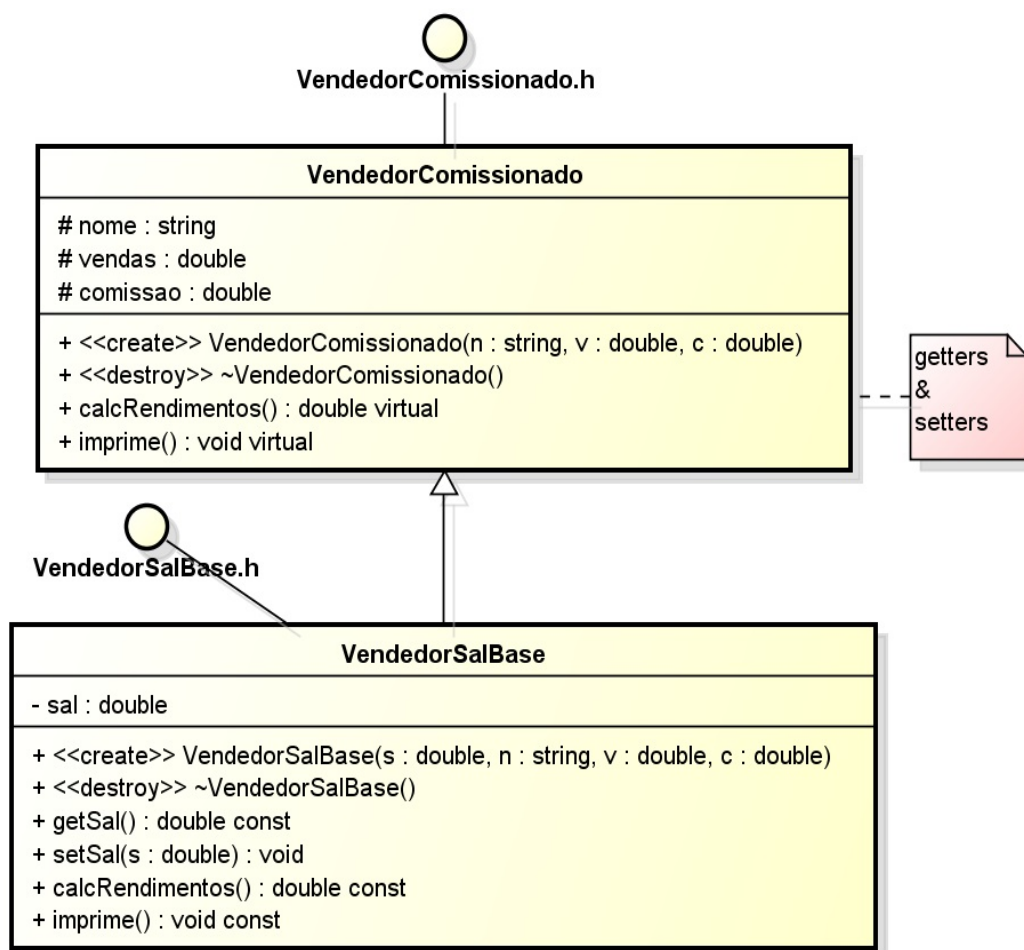 VendedorComissionado.h
VendedorComissionado
# nome : string
# vendas : double
# comissao : double
+ <<create>> VendedorComissionado(n : string, v : double, c : double)
+ <<destroy>> ~VendedorComissionado()
+ calcRendimentos() : double virtual
+ imprime() : void virtual
getters
&
setters
VendedorSalBase.h
VendedorSalBase
- sal : double
+ <<create>> VendedorSalBase(s : double, n : string, v : double, c : double)
+ <<destroy>> ~VendedorSalBase()
+ getSal() : double const
+ setSal(s : double) : void
+ calcRendimentos() : double const
+ imprime() : void const